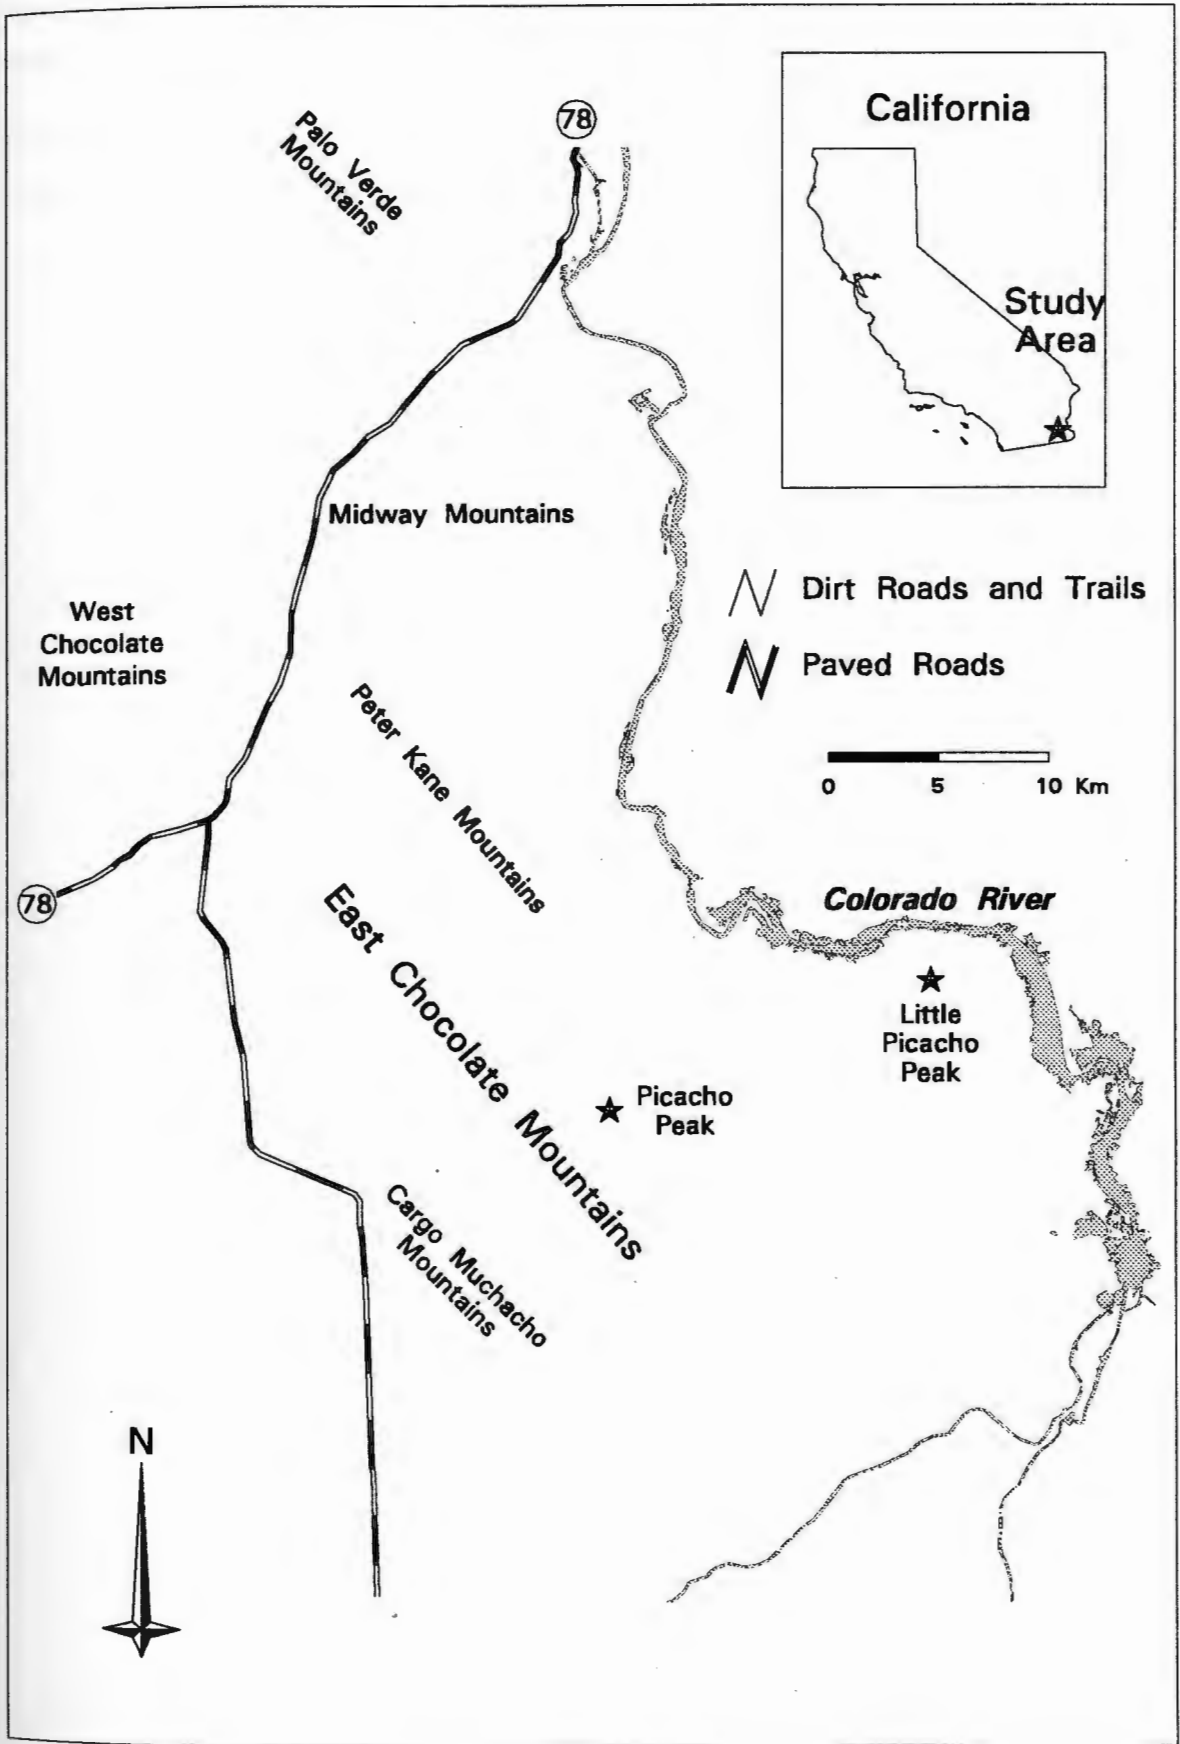 78
California
Palo Verde
Mountains
Study
Area
Midway Mountains
Dirt Roads and Trails
West
Chocolate
Mountains
Paved Roads
Peter Kane Mountains
0 5 10 Km
78
Colorado River
East Chocolate Mountains
Little
Picacho
Peak
Picacho
Peak
Cargo Muchacho
Mountains
N